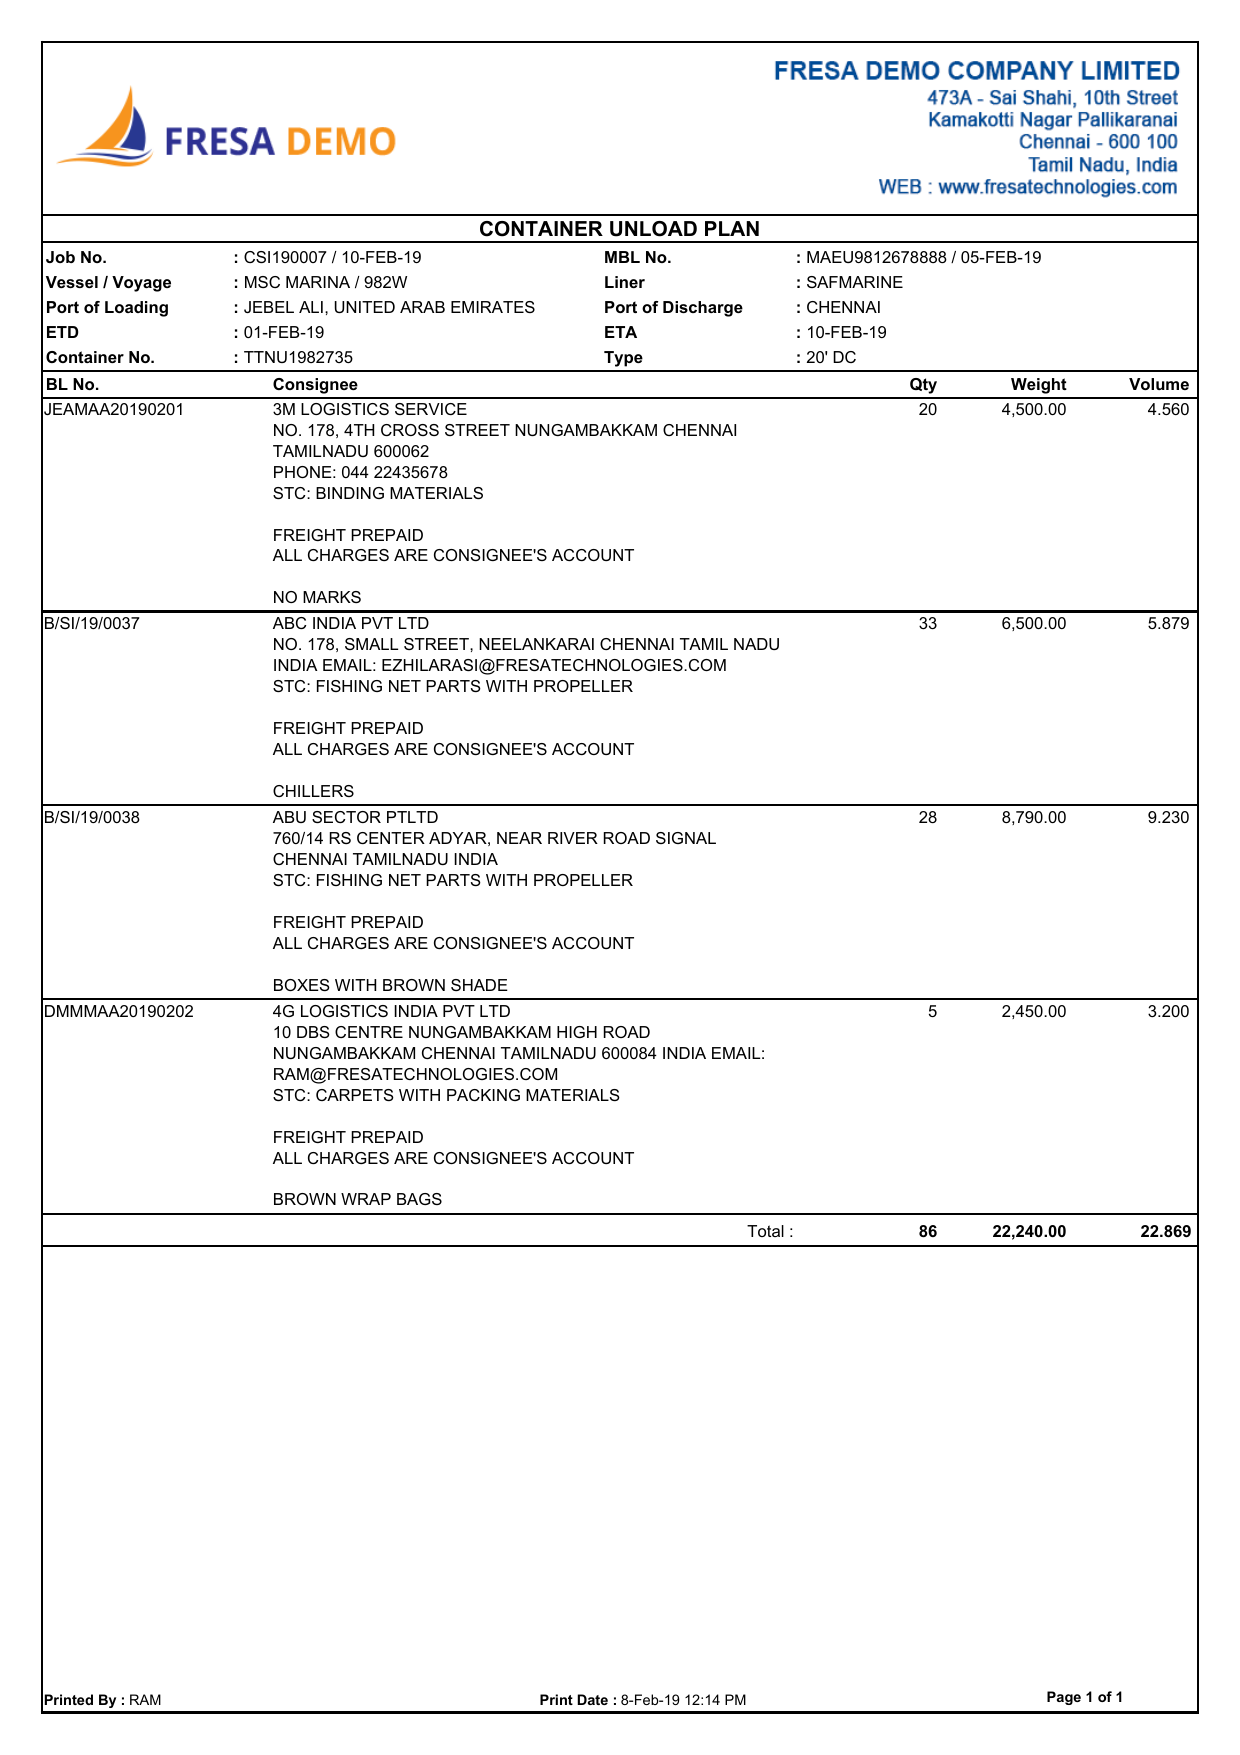 FRESA DEMO
FRESA DEMO COMPANY LIMITED
473A - Sai Shahi, 10th Street
Kamakotti Nagar Pallikaranai
Chennai - 600 100
Tamil Nadu, India
WEB : www.fresatechnologies.com
CONTAINER UNLOAD PLAN
Job No. : CSI190007 / 10-FEB-19 MBL No. : MAEU9812678888 / 05-FEB-19
Vessel / Voyage : MSC MARINA / 982W Liner : SAFMARINE
Port of Loading : JEBEL ALI, UNITED ARAB EMIRATES Port of Discharge : CHENNAI
ETD : 01-FEB-19 ETA : 10-FEB-19
Container No. : TTNU1982735 Type : 20' DC
BL No. Consignee Qty Weight Volume
JEAMAA20190201 3M LOGISTICS SERVICE 20 4,500.00 4.560
NO. 178, 4TH CROSS STREET NUNGAMBAKKAM CHENNAI
TAMILNADU 600062
PHONE: 044 22435678
STC: BINDING MATERIALS
FREIGHT PREPAID
ALL CHARGES ARE CONSIGNEE'S ACCOUNT
NO MARKS
B/SI/19/0037 ABC INDIA PVT LTD 33 6,500.00 5.879
NO. 178, SMALL STREET, NEELANKARAI CHENNAI TAMIL NADU
INDIA EMAIL: EZHILARASI@FRESATECHNOLOGIES.COM
STC: FISHING NET PARTS WITH PROPELLER
FREIGHT PREPAID
ALL CHARGES ARE CONSIGNEE'S ACCOUNT
CHILLERS
B/SI/19/0038 ABU SECTOR PTLTD 28 8,790.00 9.230
760/14 RS CENTER ADYAR, NEAR RIVER ROAD SIGNAL
CHENNAI TAMILNADU INDIA
STC: FISHING NET PARTS WITH PROPELLER
FREIGHT PREPAID
ALL CHARGES ARE CONSIGNEE'S ACCOUNT
BOXES WITH BROWN SHADE
DMMMAA20190202 4G LOGISTICS INDIA PVT LTD 5 2,450.00 3.200
10 DBS CENTRE NUNGAMBAKKAM HIGH ROAD
NUNGAMBAKKAM CHENNAI TAMILNADU 600084 INDIA EMAIL:
RAM@FRESATECHNOLOGIES.COM
STC: CARPETS WITH PACKING MATERIALS
FREIGHT PREPAID
ALL CHARGES ARE CONSIGNEE'S ACCOUNT
BROWN WRAP BAGS
Total : 86 22,240.00 22.869
Printed By : RAM Print Date : 8-Feb-19 12:14 PM Page 1 of 1